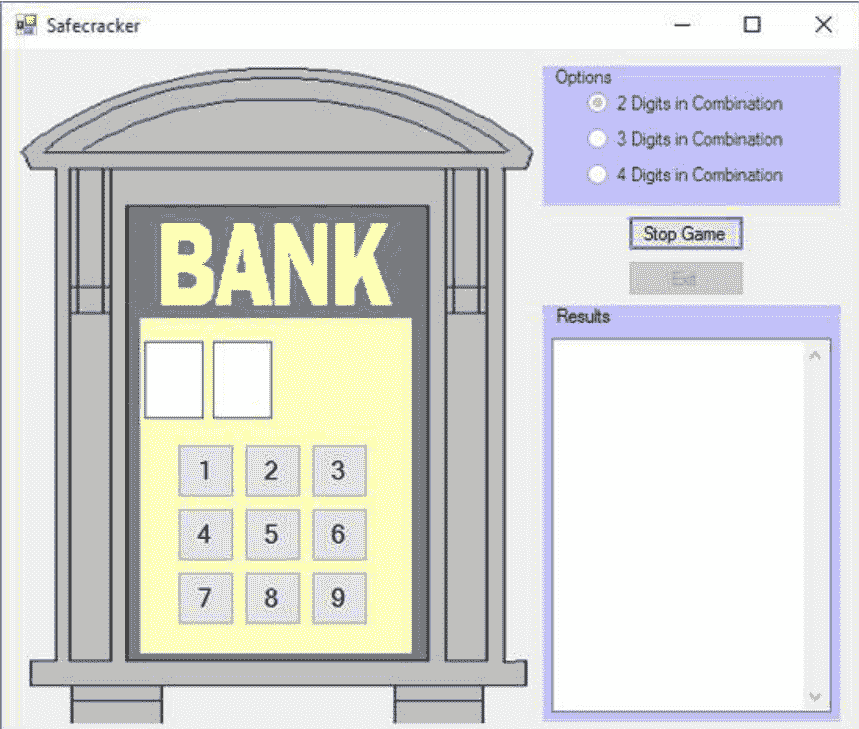 Safecracker
Options
2 Digits in Combination
3 Digits in Combination
4 Digits in Combination
Stop Game
Exit
BANK
Results
1 2 3
4 5 6
7 8 9